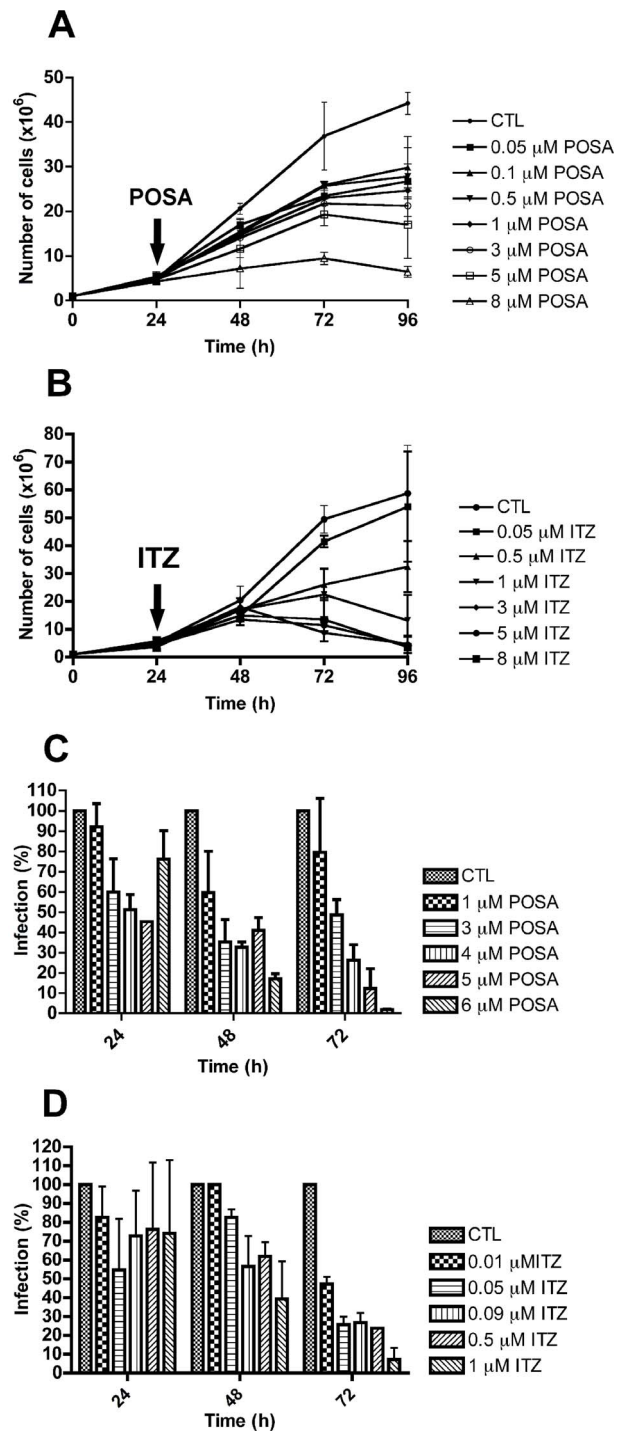 A
Number of cells (x10⁶)
50
40
30
20
10
0
POSA
0
24
48
72
96
Time (h)
CTL
0.05 μM POSA
0.1 μM POSA
0.5 μM POSA
1 μM POSA
3 μM POSA
5 μM POSA
8 μM POSA
B
Number of cells (x10⁶)
80
70
60
50
40
30
20
10
0
ITZ
0
24
48
72
96
Time (h)
CTL
0.05 μM ITZ
0.5 μM ITZ
1 μM ITZ
3 μM ITZ
5 μM ITZ
8 μM ITZ
C
Infection (%)
110
100
90
80
70
60
50
40
30
20
10
0
24
48
72
Time (h)
CTL
1 μM POSA
3 μM POSA
4 μM POSA
5 μM POSA
6 μM POSA
D
Infection (%)
120
110
100
90
80
70
60
50
40
30
20
10
0
24
48
72
Time (h)
CTL
0.01 μMITZ
0.05 μM ITZ
0.09 μM ITZ
0.5 μM ITZ
1 μM ITZ